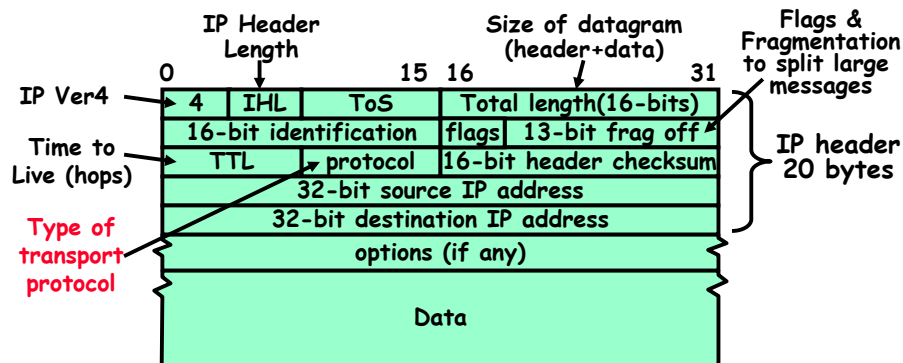 IP Header
Length
Size of datagram
(header+data)
Flags &
Fragmentation
to split large
messages
0
15
16
31
IP Ver4
4
IHL
ToS
Total length(16-bits)
16-bit identification
flags
13-bit frag off
Time to
Live (hops)
TTL
protocol
16-bit header checksum
IP header
20 bytes
32-bit source IP address
32-bit destination IP address
Type of
transport
protocol
options (if any)
Data